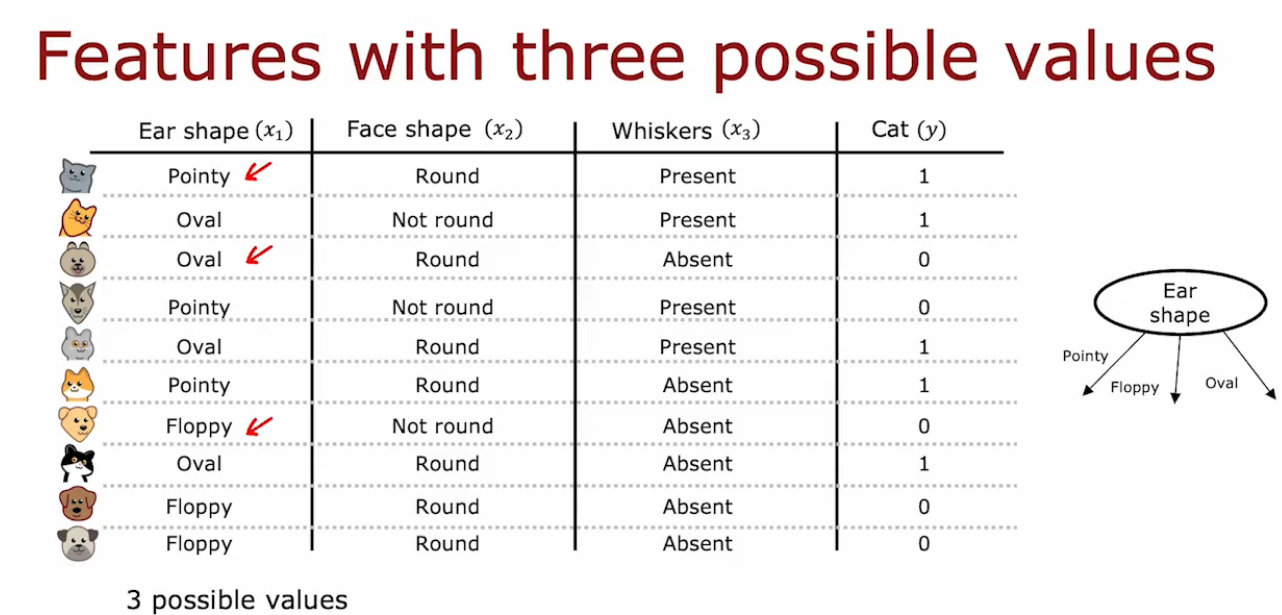 Features with three possible values
Ear shape (x₁) Face shape (x₂) Whiskers (x₃) Cat (y)
Pointy Round Present 1
Oval Not round Present 1
Oval Round Absent 0
Pointy Not round Present 0
Oval Round Present 1
Pointy Round Absent 1
Floppy Not round Absent 0
Oval Round Absent 1
Floppy Round Absent 0
Floppy Round Absent 0
3 possible values
Ear
shape
Pointy
Floppy
Oval